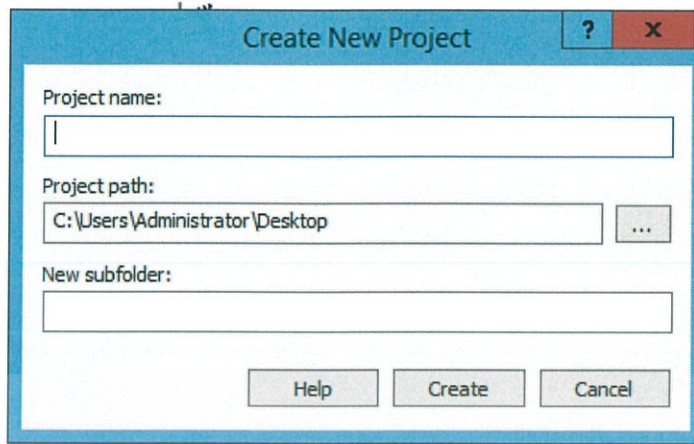 Create New Project
?
x
Project name:
Project path:
C:\Users\Administrator\Desktop
...
New subfolder:
Help
Create
Cancel